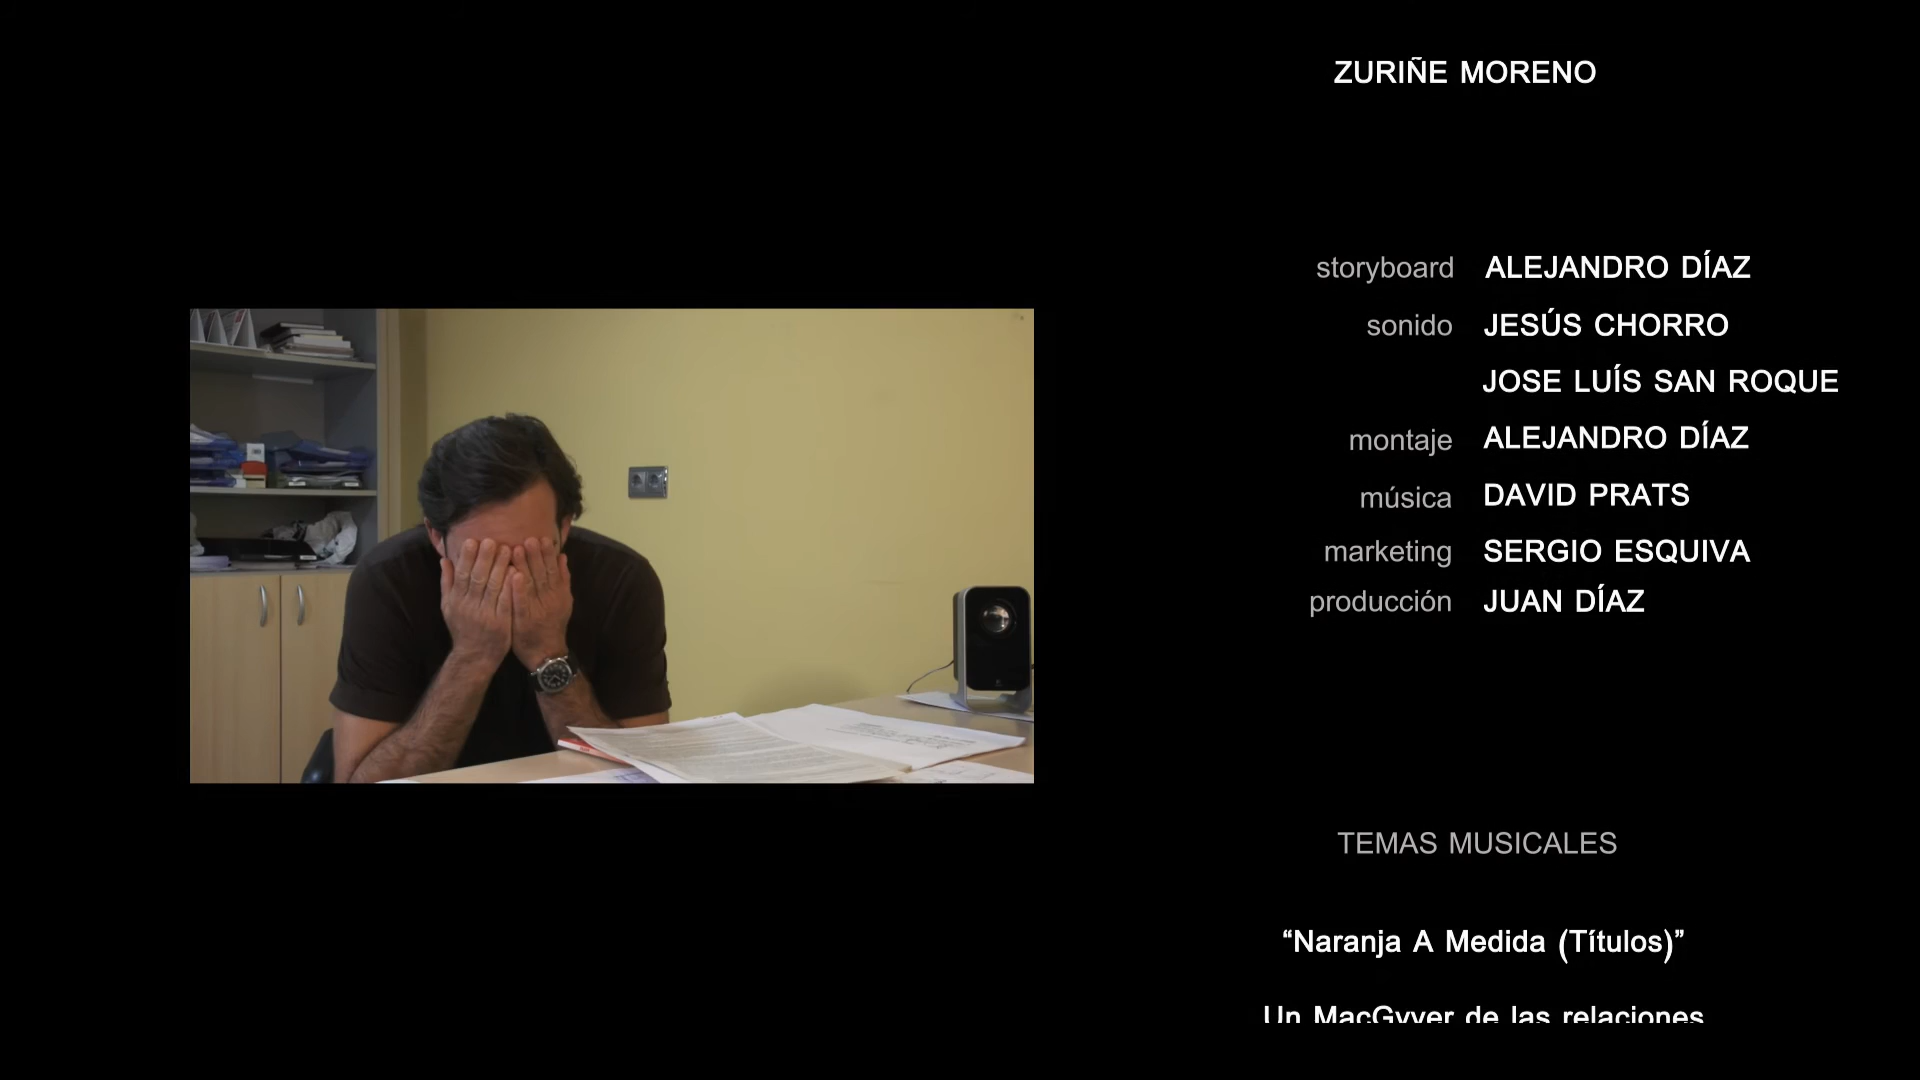 ZURIÑE MORENO
storyboard ALEJANDRO DÍAZ
sonido JESÚS CHORRO
JOSE LUÍS SAN ROQUE
montaje ALEJANDRO DÍAZ
música DAVID PRATS
marketing SERGIO ESQUIVA
producción JUAN DÍAZ
TEMAS MUSICALES
“Naranja A Medida (Títulos)”
Un MacGyver de las relaciones